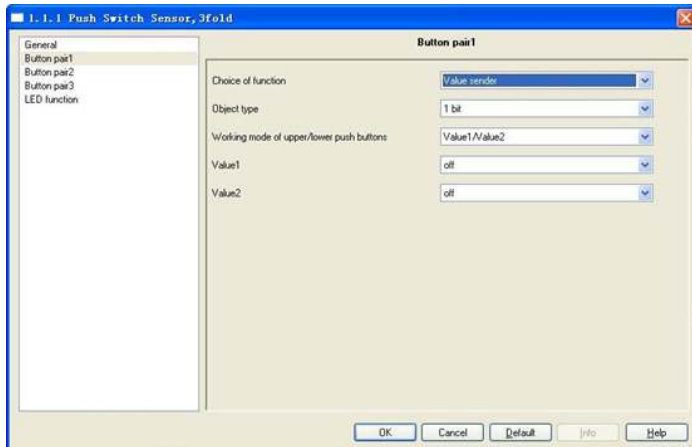 1.1.1 Push Switch Sensor,3fold
General
Button pair1
Button pair2
Button pair3
LED function
Button pair1
Choice of function
Value sender
Object type
1 bit
Working mode of upper/lower push buttons
Value1/Value2
Value1
off
Value2
off
OK
Cancel
Default
Info
Help